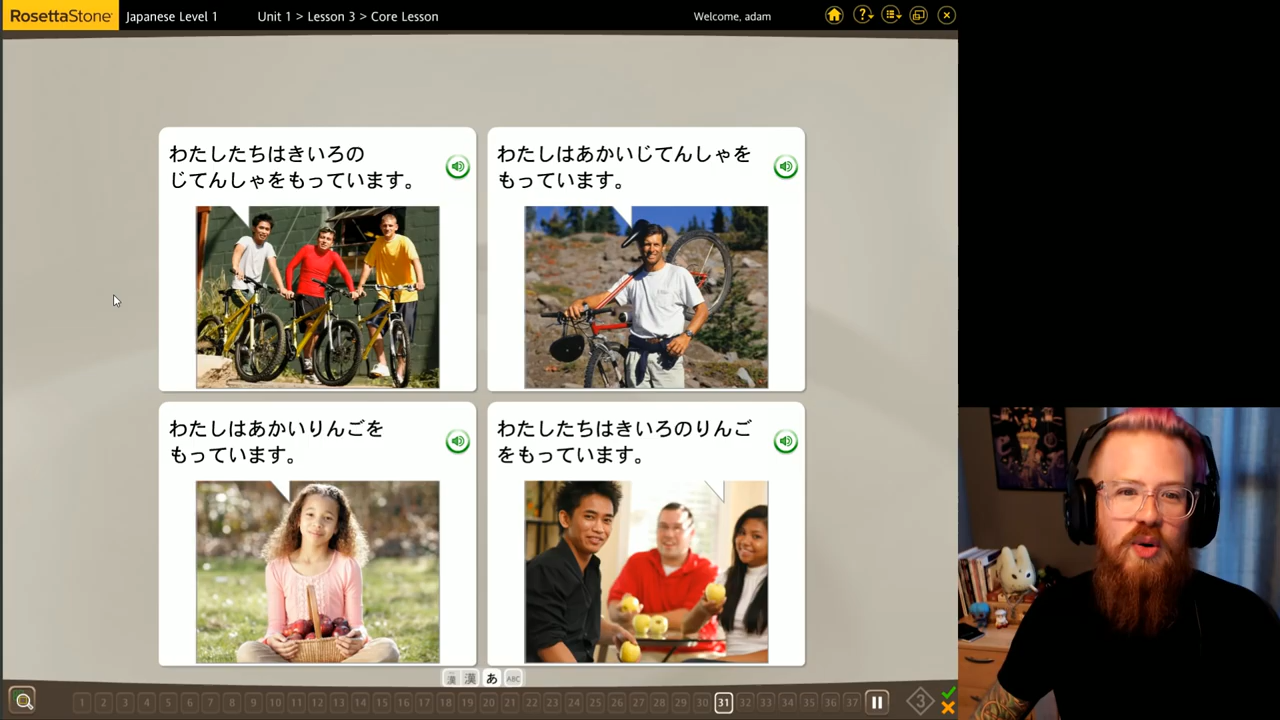 RosettaStone
Japanese Level 1
Unit 1 > Lesson 3 > Core Lesson
Welcome, adam
わたしたちはきいろの
じてんしゃをもっています。
わたしはあかいじてんしゃを
もっています。
わたしはあかいりんごを
もっています。
わたしたちはきいろのりんご
をもっています。
漢 漢 あ ABC
1 2 3 4 5 6 7 8 9 10 11 12 13 14 15 16 17 18 19 20 21 22 23 24 25 26 27 28 29 30 31 32 33 34 35 36 37
3